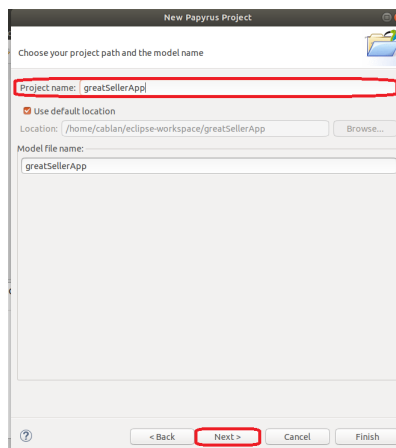 New Papyrus Project
Choose your project path and the model name
Project name: greatSellerApp
Use default location
Location: /home/cablan/eclipse-workspace/greatSellerApp Browse...
Model file name:
greatSellerApp
? < Back Next > Cancel Finish